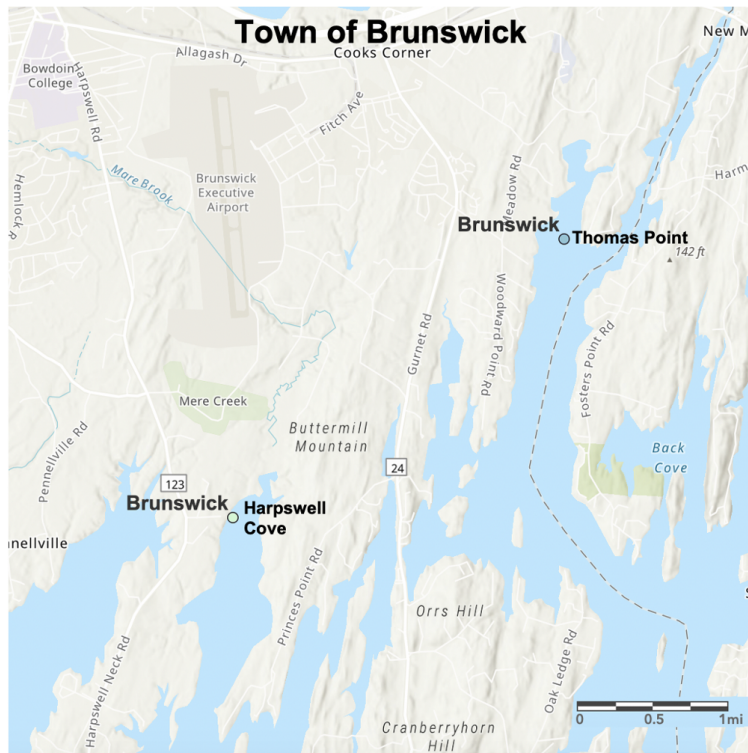 Town of Brunswick
Cooks Corner
New M
Allagash Dr
Bowdoin
College
Harpswell Rd
Fitch Ave
Mare Brook
Brunswick
Executive
Airport
Hemlock R
Meadow Rd
Harm
Brunswick
Thomas Point
142 ft
Woodward Point Rd
Gurnet Rd
Fosters Point Rd
Mere Creek
Buttermill
Mountain
Pennellville Rd
Back
Cove
24
123
Brunswick
Harpswell
Cove
nnellville
Princes Point Rd
Orrs Hill
Harpswell Neck Rd
Oak Ledge Rd
Cranberryhorn
Hill
0 0.5 1mi